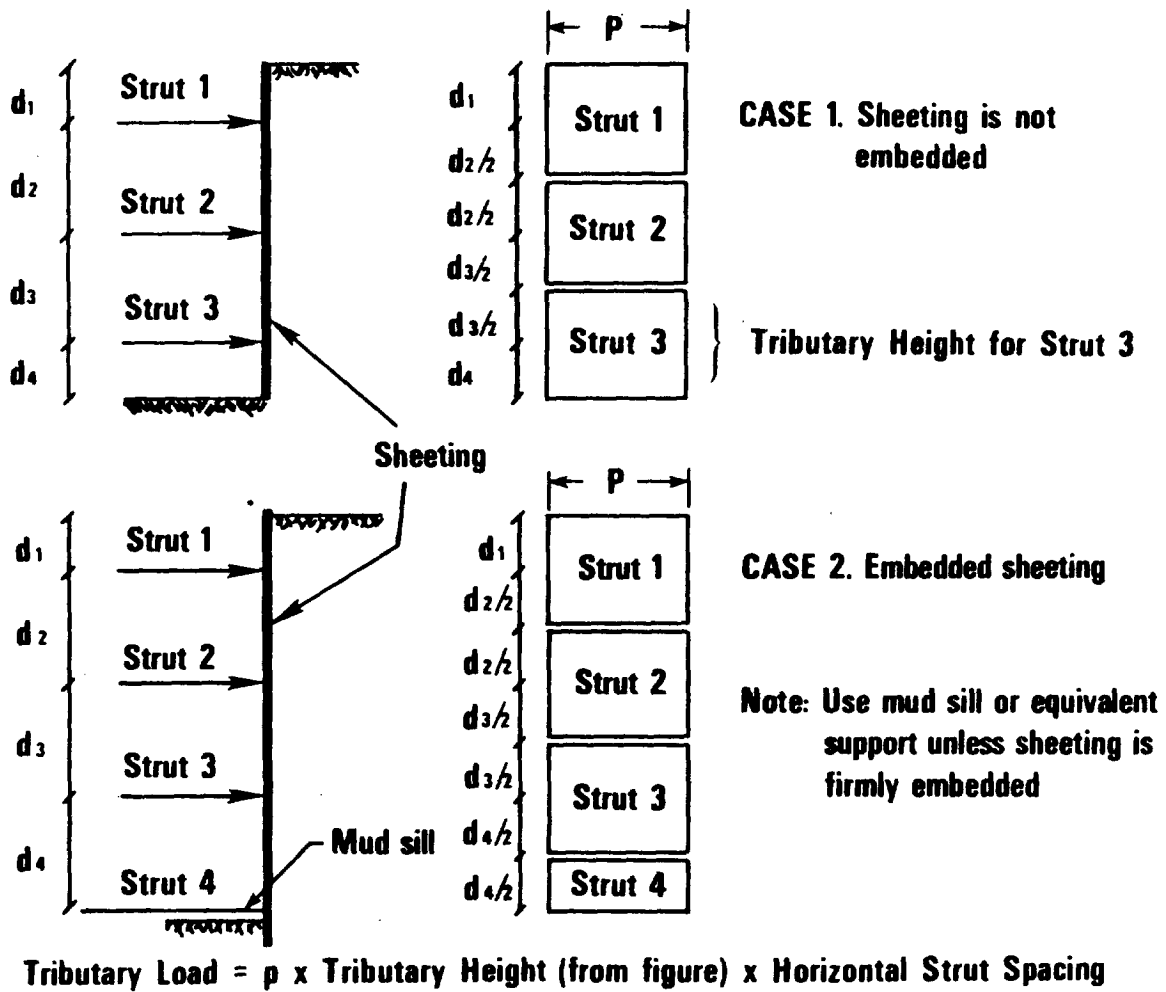 P
d1
Strut 1
d1
Strut 1
CASE 1. Sheeting is not
embedded
d2/2
d2
Strut 2
d2/2
Strut 2
d3/2
d3
Strut 3
d3/2
Strut 3
Tributary Height for Strut 3
d4
d4
Sheeting
P
d1
Strut 1
d1
Strut 1
CASE 2. Embedded sheeting
d2/2
d2
Strut 2
d2/2
Strut 2
d3/2
Note: Use mud sill or equivalent
support unless sheeting is
firmly embedded
d3
Strut 3
d3/2
Strut 3
d4/2
Mud sill
d4
Strut 4
d4/2
Strut 4
Tributary Load = p x Tributary Height (from figure) x Horizontal Strut Spacing